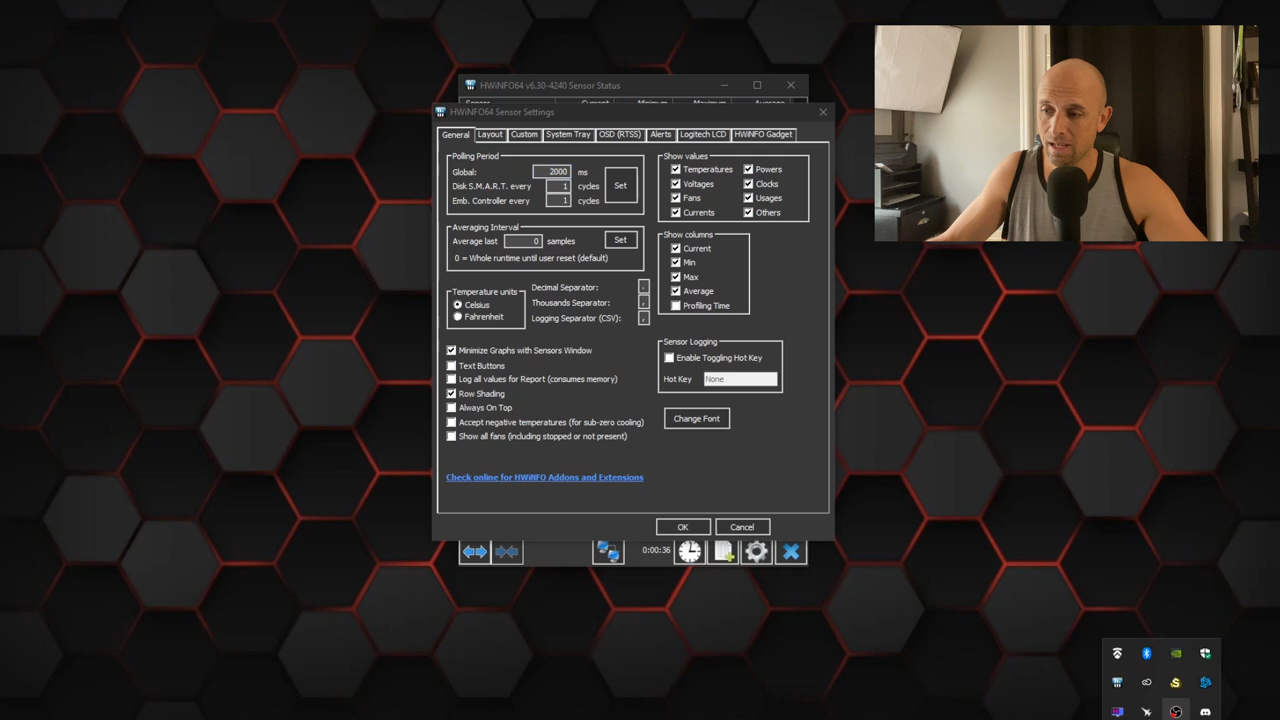 HWiNFO64 v6.30-4240 Sensor Status
Sensor Current Minimum Maximum Average
HWiNFO64 Sensor Settings
General Layout Custom System Tray OSD (RTSS) Alerts Logitech LCD HWiNFO Gadget
Polling Period
Global: 2000 ms
Disk S.M.A.R.T. every 1 cycles
Set
Emb. Controller every 1 cycles
Averaging Interval
Average last 0 samples Set
0 = Whole runtime until user reset (default)
Temperature units
Celsius
Fahrenheit
Decimal Separator: .
Thousands Separator: ,
Logging Separator (CSV): ,
Minimize Graphs with Sensors Window
Text Buttons
Log all values for Report (consumes memory)
Row Shading
Always On Top
Accept negative temperatures (for sub-zero cooling)
Show all fans (including stopped or not present)
Check online for HWiNFO Addons and Extensions
Show values
Temperatures Powers
Voltages Clocks
Fans Usages
Currents Others
Show columns
Current
Min
Max
Average
Profiling Time
Sensor Logging
Enable Toggling Hot Key
Hot Key None
Change Font
OK Cancel
0:00:36